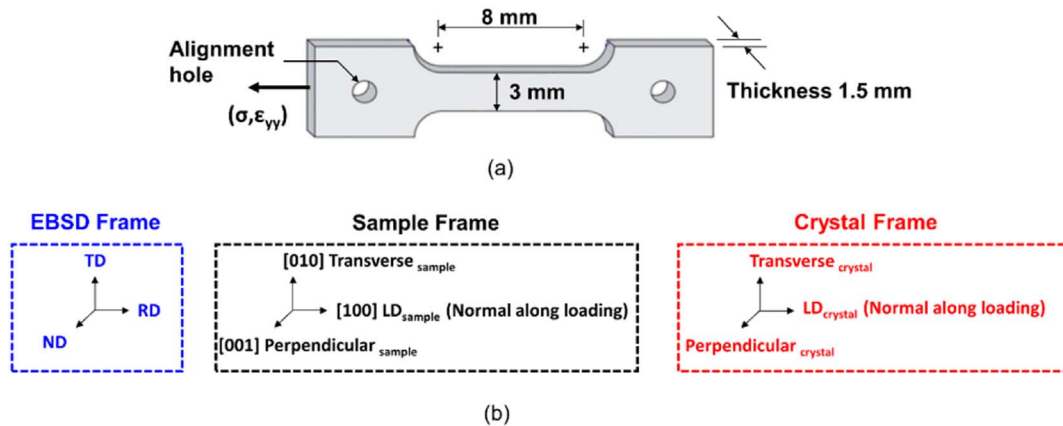 8 mm
Alignment
hole
3 mm
Thickness 1.5 mm
(σ,ε_yy)
(a)
EBSD Frame
TD
RD
ND
Sample Frame
[010] Transverse sample
[100] LDsample (Normal along loading)
[001] Perpendicular sample
Crystal Frame
Transverse crystal
LDcrystal (Normal along loading)
Perpendicular crystal
(b)